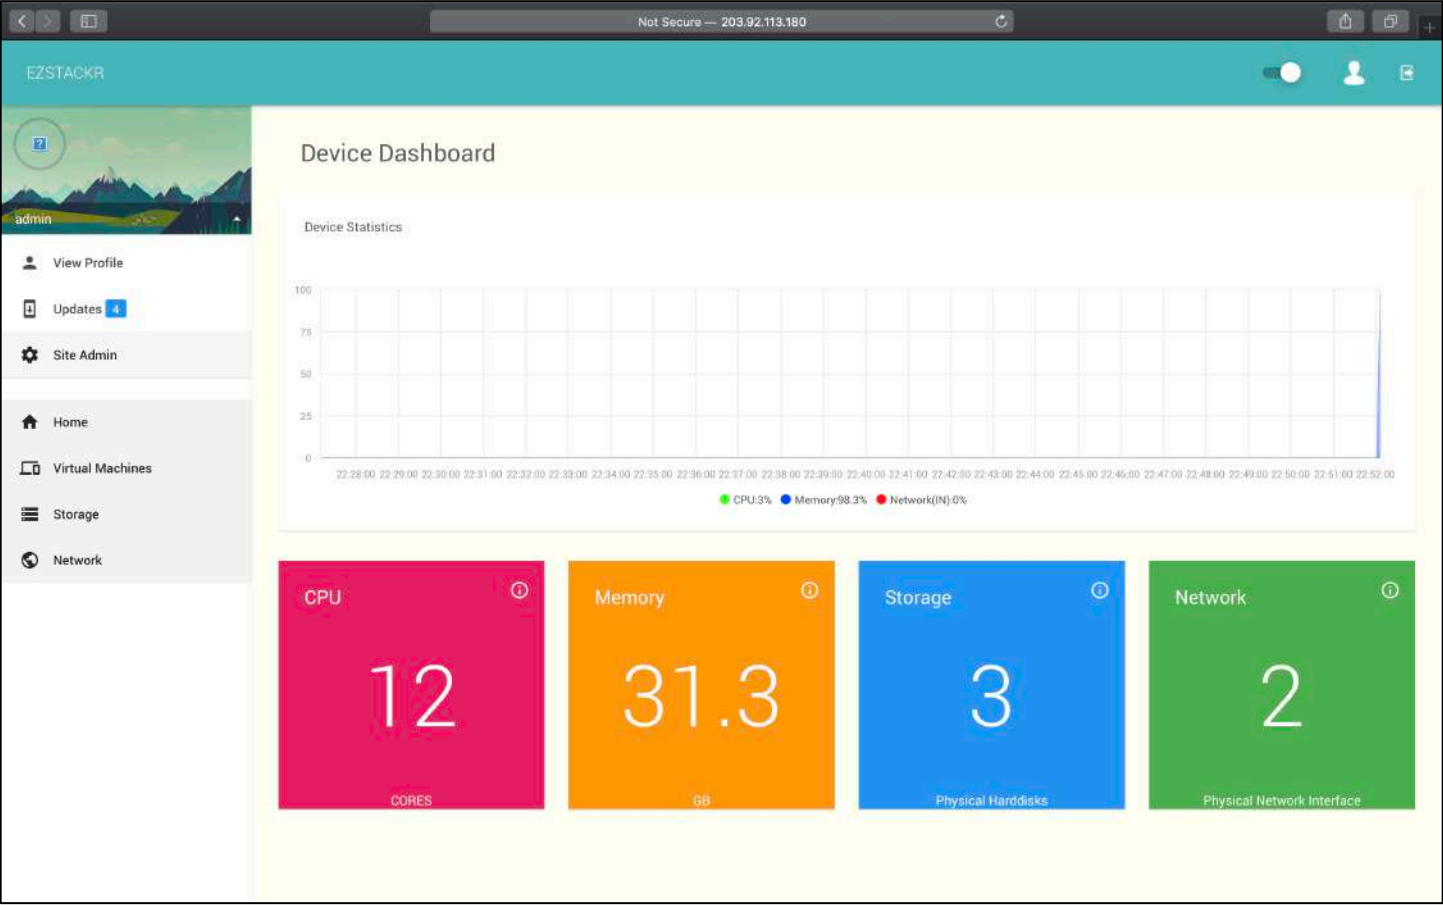 Not Secure — 203.92.113.180
EZSTACKR
admin
View Profile
Updates 4
Site Admin
Home
Virtual Machines
Storage
Network
Device Dashboard
Device Statistics
100
75
50
25
0
22:28:00 22:29:00 22:30:00 22:31:00 22:32:00 22:33:00 22:34:00 22:35:00 22:36:00 22:37:00 22:38:00 22:39:00 22:40:00 22:41:00 22:42:00 22:43:00 22:44:00 22:45:00 22:46:00 22:47:00 22:48:00 22:49:00 22:50:00 22:51:00 22:52:00
CPU:3% Memory:98.3% Network(IN):0%
CPU
12
CORES
Memory
31.3
GB
Storage
3
Physical Harddisks
Network
2
Physical Network Interface